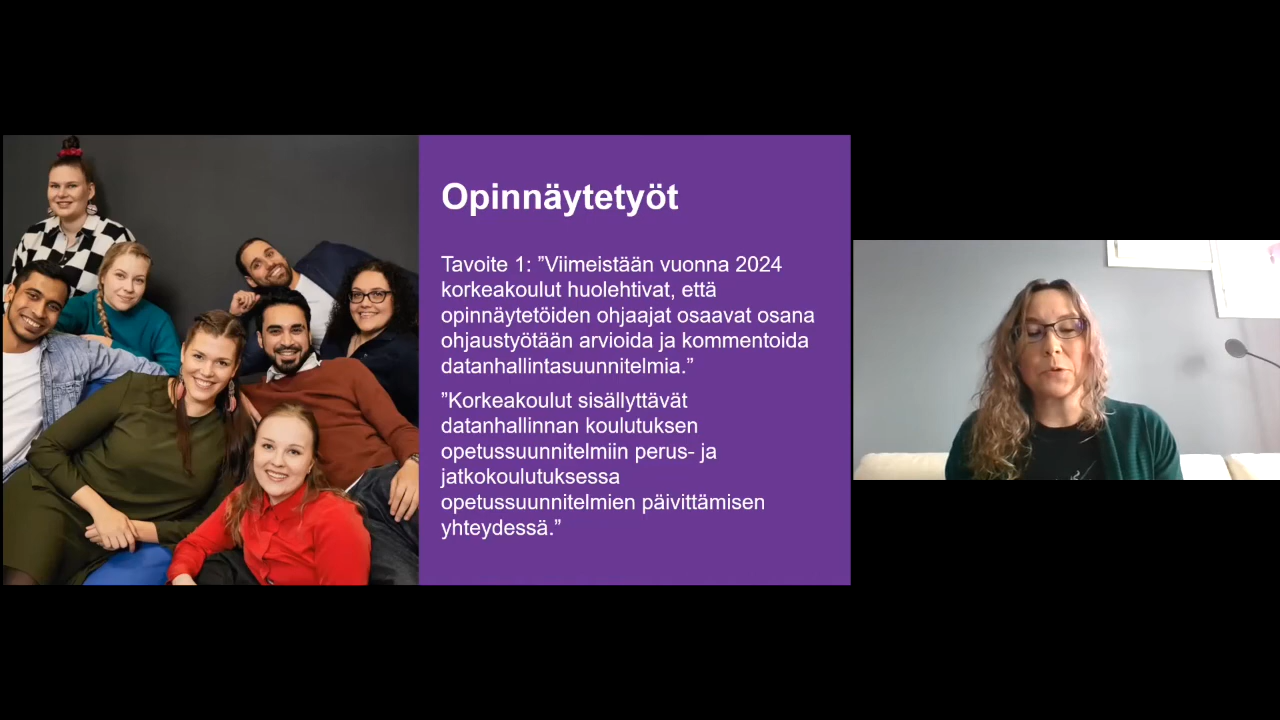 Opinnäytetyöt
Tavoite 1: ”Viimeistään vuonna 2024
korkeakoulut huolehtivat, että
opinnäytetöiden ohjaajat osaavat osana
ohjaustyötään arvioida ja kommentoida
datanhallintasuunnitelmia.”
”Korkeakoulut sisällyttävät
datanhallinnan koulutuksen
opetussuunnitelmiin perus- ja
jatkokoulutuksessa
opetussuunnitelmien päivittämisen
yhteydessä.”